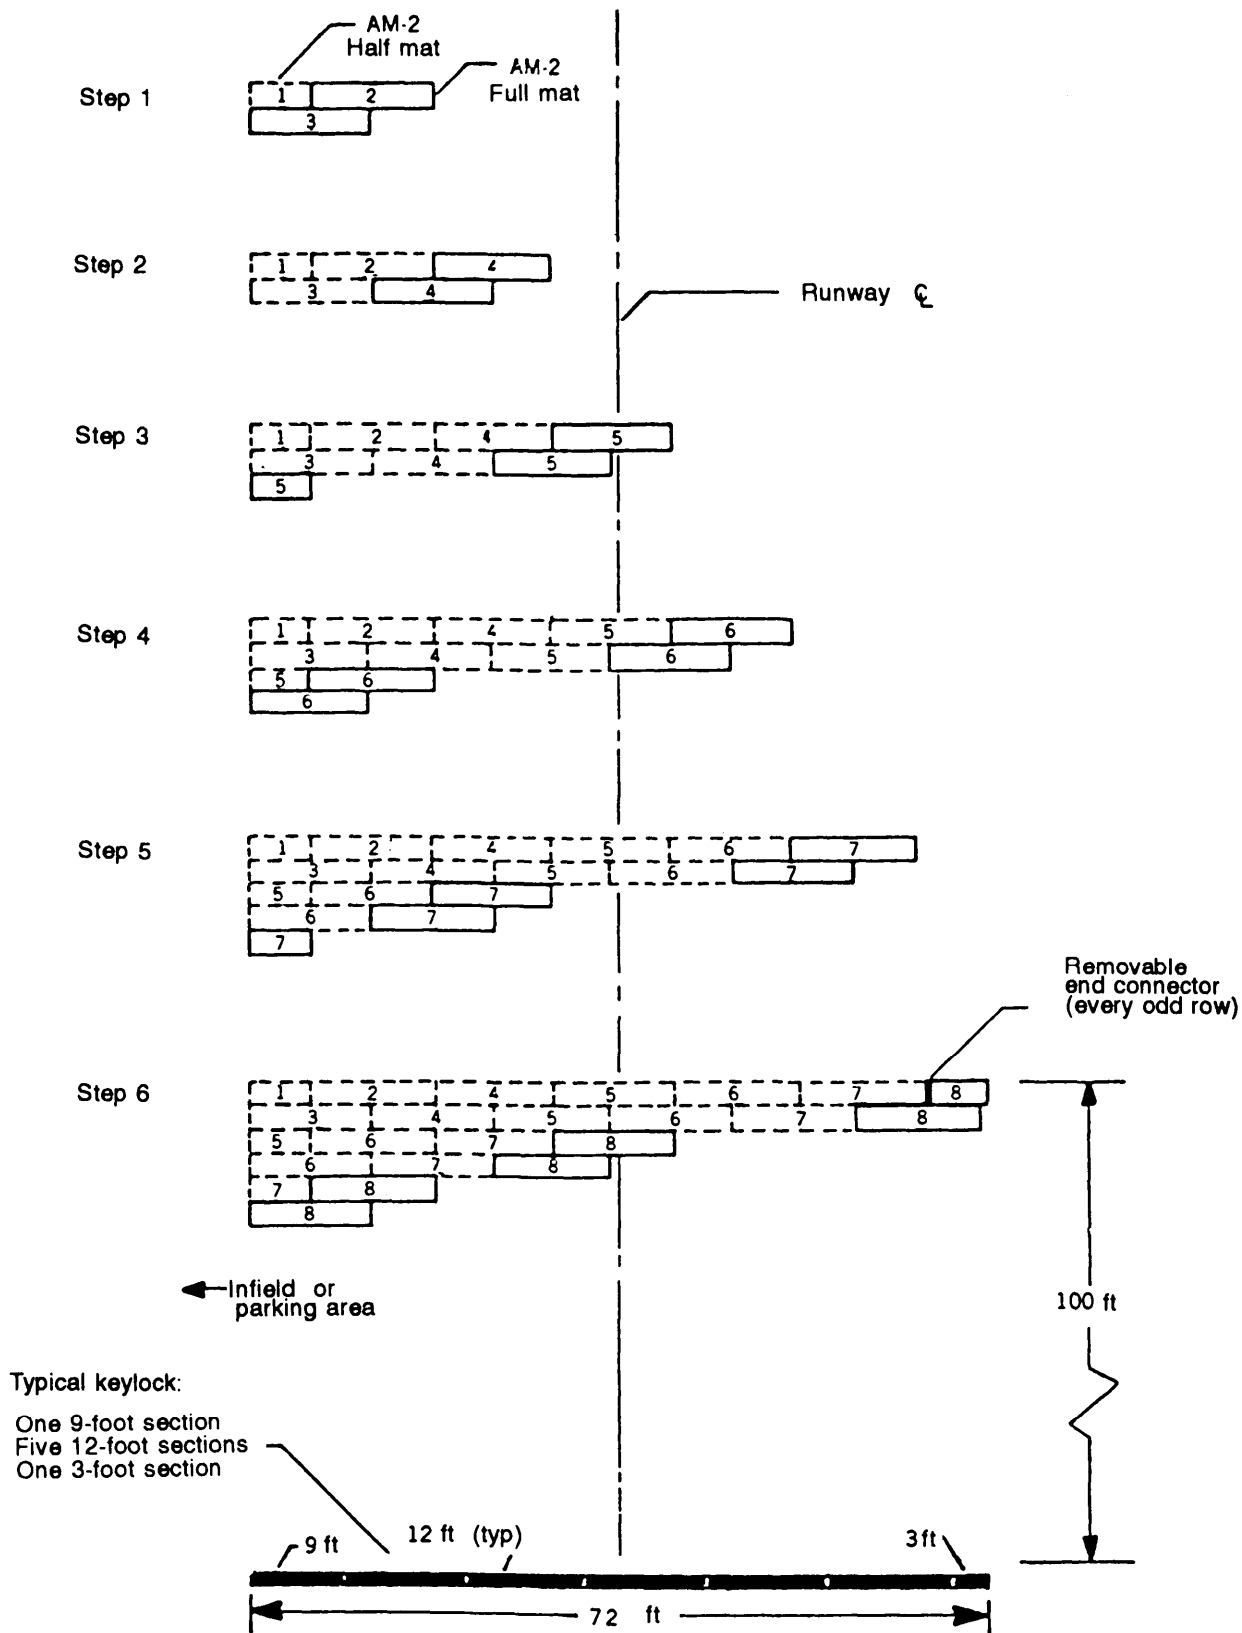 AM-2
Half mat
AM-2
Full mat
Step 1
1 2
3
Step 2
1 2 4
3 4
Runway ℄
Step 3
1 2 4 5
3 4 5
5
Step 4
1 2 4 5 6
3 4 5 6
5 6
6
Step 5
1 2 4 5 6 7
3 4 5 6 7
5 6 7
6 7
7
Removable
end connector
(every odd row)
Step 6
1 2 4 5 6 7 8
3 4 5 6 7 8
5 6 7 8
6 7 8
7 8
8
Infield or
parking area
100 ft
Typical keylock:
One 9-foot section
Five 12-foot sections
One 3-foot section
9 ft
12 ft (typ)
3 ft
72 ft